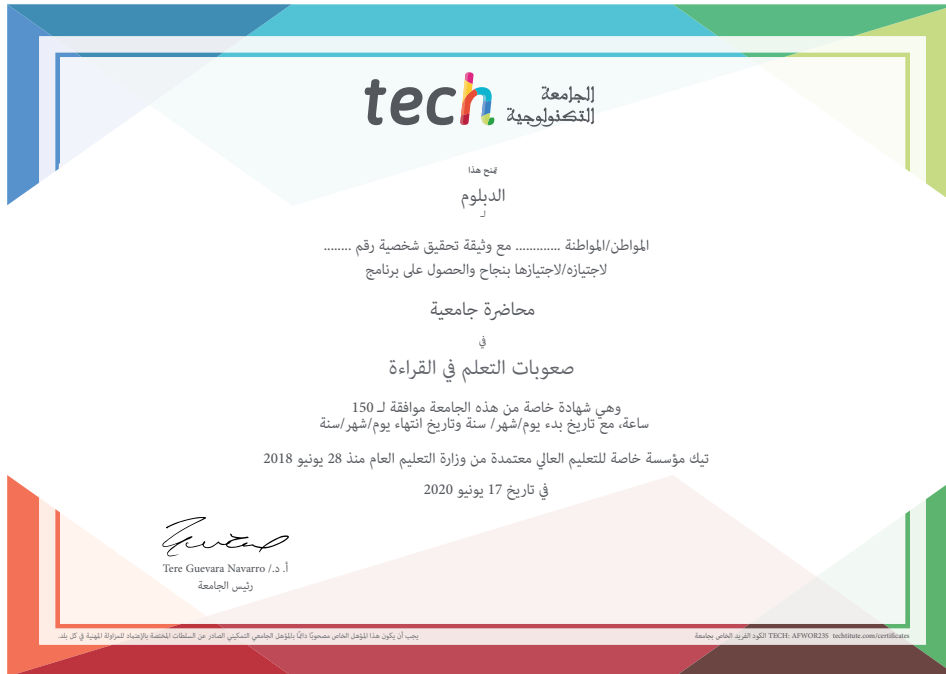 tech الجامعة
التكنولوجية
تمنح هذا
الدبلوم
لـ
المواطن/المواطنة ............ مع وثيقة تحقيق شخصية رقم ........
لاجتيازه/لاجتيازها بنجاح والحصول على برنامج
محاضرة جامعية
في
صعوبات التعلم في القراءة
وهي شهادة خاصة من هذه الجامعة موافقة لـ 150
ساعة، مع تاريخ بدء يوم/شهر/ سنة وتاريخ انتهاء يوم/شهر/سنة
تيك مؤسسة خاصة للتعليم العالي معتمدة من وزارة التعليم العام منذ 28 يونيو 2018
في تاريخ 17 يونيو 2020
أ. د./ Tere Guevara Navarro
رئيس الجامعة
يجب أن يكون هذا المؤهل الخاص مصحوبًا دائمًا بالمؤهل الجامعي التمكيني الصادر عن السلطات المختصة بالإعتماد للمزاولة المهنية في كل بلد.
الكود الفريد الخاص بجامعة TECH: AFWOR23S techtitute.com/certificates